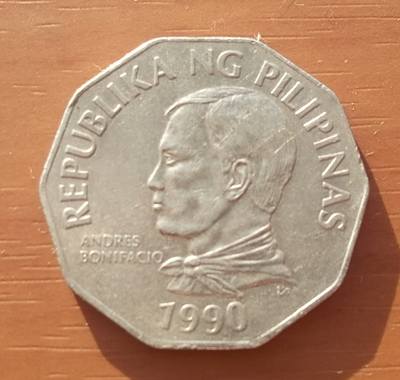 REPUBLIKA NG PILIPINAS
ANDRES
BONIFACIO
1990